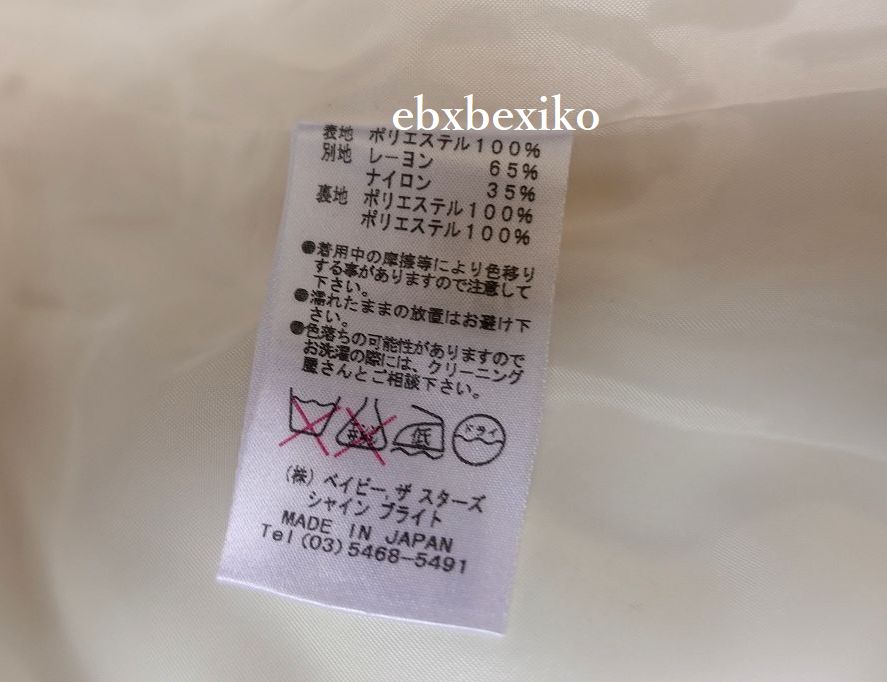 ebxbexiko
表地 ポリエステル100%
別地 レーヨン 65%
ナイロン 35%
裏地 ポリエステル100%
ポリエステル100%
●着用中の摩擦等により色移り
する事がありますので注意して
下さい。
●濡れたままの放置はお避け下
さい。
●色落ちの可能性がありますので
お洗濯の際には、クリーニング
屋さんとご相談下さい。
低 ドライ
(株) ベイビー,ザ スターズ
シャイン ブライト
MADE IN JAPAN
Tel(03)5468-5491